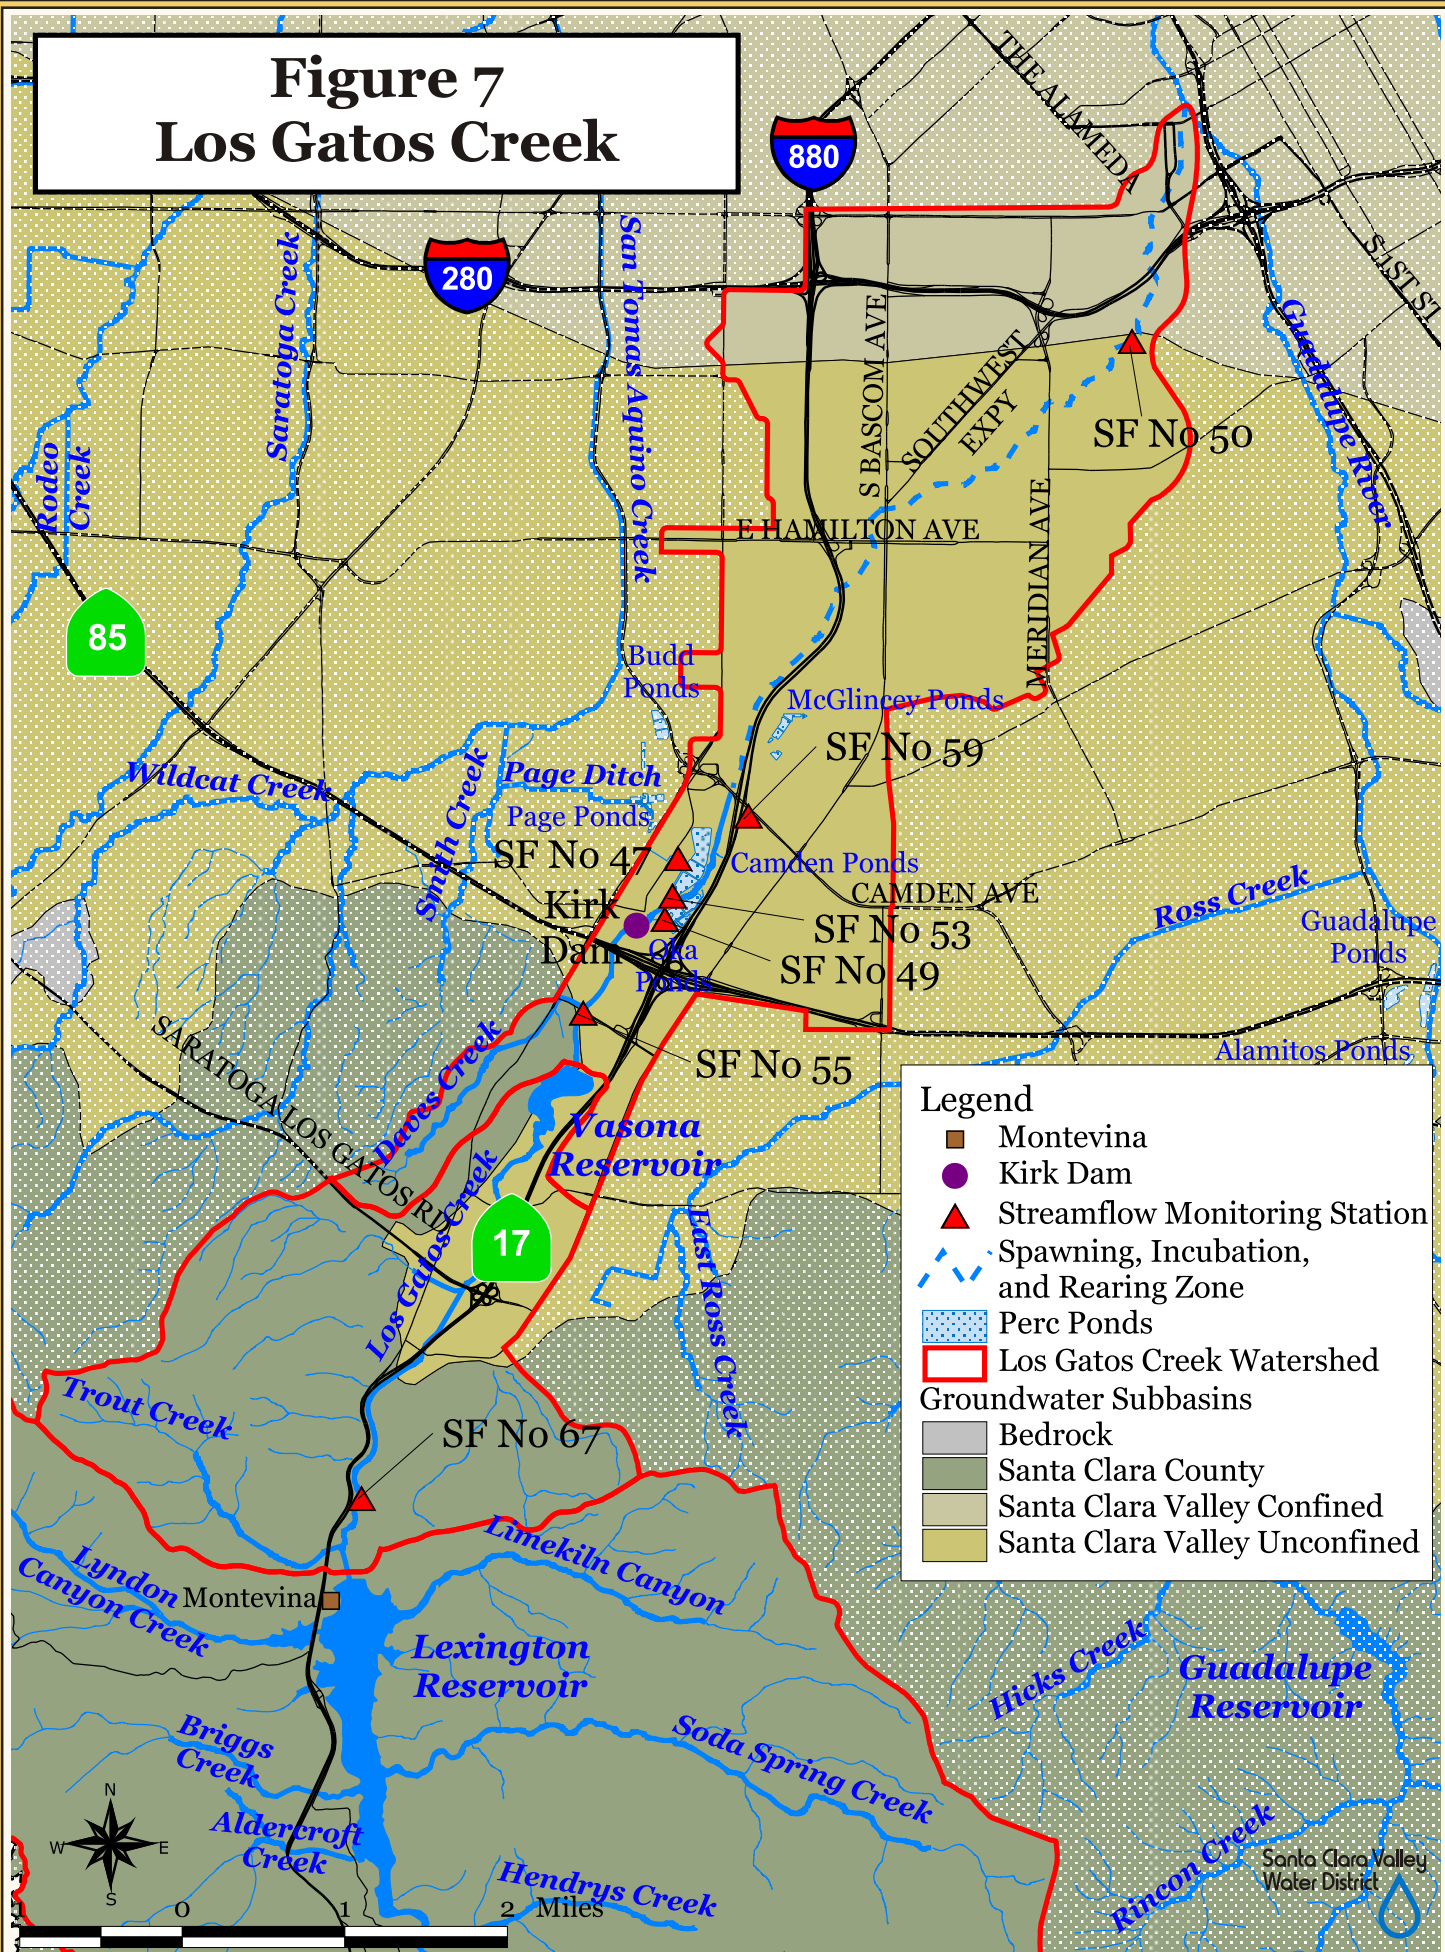 Figure 7
Los Gatos Creek
880
280
THE ALAMEDA
S 1ST ST
Saratoga Creek
San Tomas Aquino Creek
Guadalupe River
S BASCOM AVE
SOUTHWEST
EXPY
SF No 50
Rodeo
Creek
E HAMILTON AVE
MERIDIAN AVE
85
Budd
Ponds
McGlincey Ponds
SF No 59
Wildcat Creek
Smith Creek
Page Ditch
Page Ponds
SF No 47
Camden Ponds
CAMDEN AVE
Ross Creek
Kirk
Dam
SF No 53
Oka
Ponds
SF No 49
Guadalupe
Ponds
SARATOGA LOS GATOS RD
Daves Creek
SF No 55
Alamitos Ponds
Vasona
Reservoir
Los Gatos Creek
17
East Ross Creek
Legend
Montevina
Kirk Dam
Streamflow Monitoring Station
Spawning, Incubation,
and Rearing Zone
Perc Ponds
Los Gatos Creek Watershed
Groundwater Subbasins
Bedrock
Santa Clara County
Santa Clara Valley Confined
Santa Clara Valley Unconfined
Trout Creek
SF No 67
Limekiln Canyon
Lyndon
Canyon Creek
Montevina
Lexington
Reservoir
Hicks Creek
Guadalupe
Reservoir
Briggs
Creek
Soda Spring Creek
Aldercroft
Creek
Hendrys Creek
Rincon Creek
N
W
E
S
1
0
1
2 Miles
Santa Clara Valley
Water District